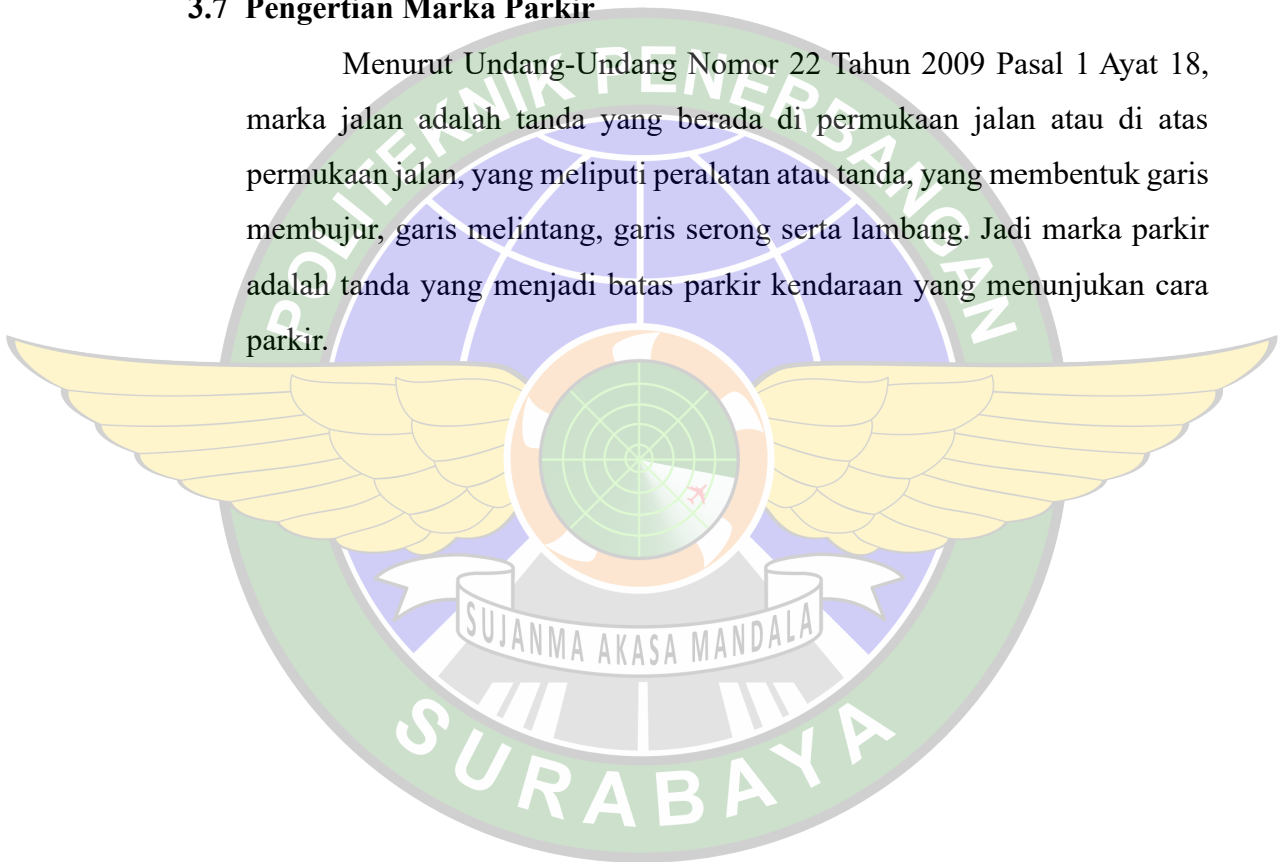 3.7 Pengertian Marka Parkir
Menurut Undang-Undang Nomor 22 Tahun 2009 Pasal 1 Ayat 18,
marka jalan adalah tanda yang berada di permukaan jalan atau di atas
permukaan jalan, yang meliputi peralatan atau tanda, yang membentuk garis
membujur, garis melintang, garis serong serta lambang. Jadi marka parkir
adalah tanda yang menjadi batas parkir kendaraan yang menunjukan cara
parkir.
POLITEKNIK PENERBANGAN
SUJANMA AKASA MANDALA
SURABAYA